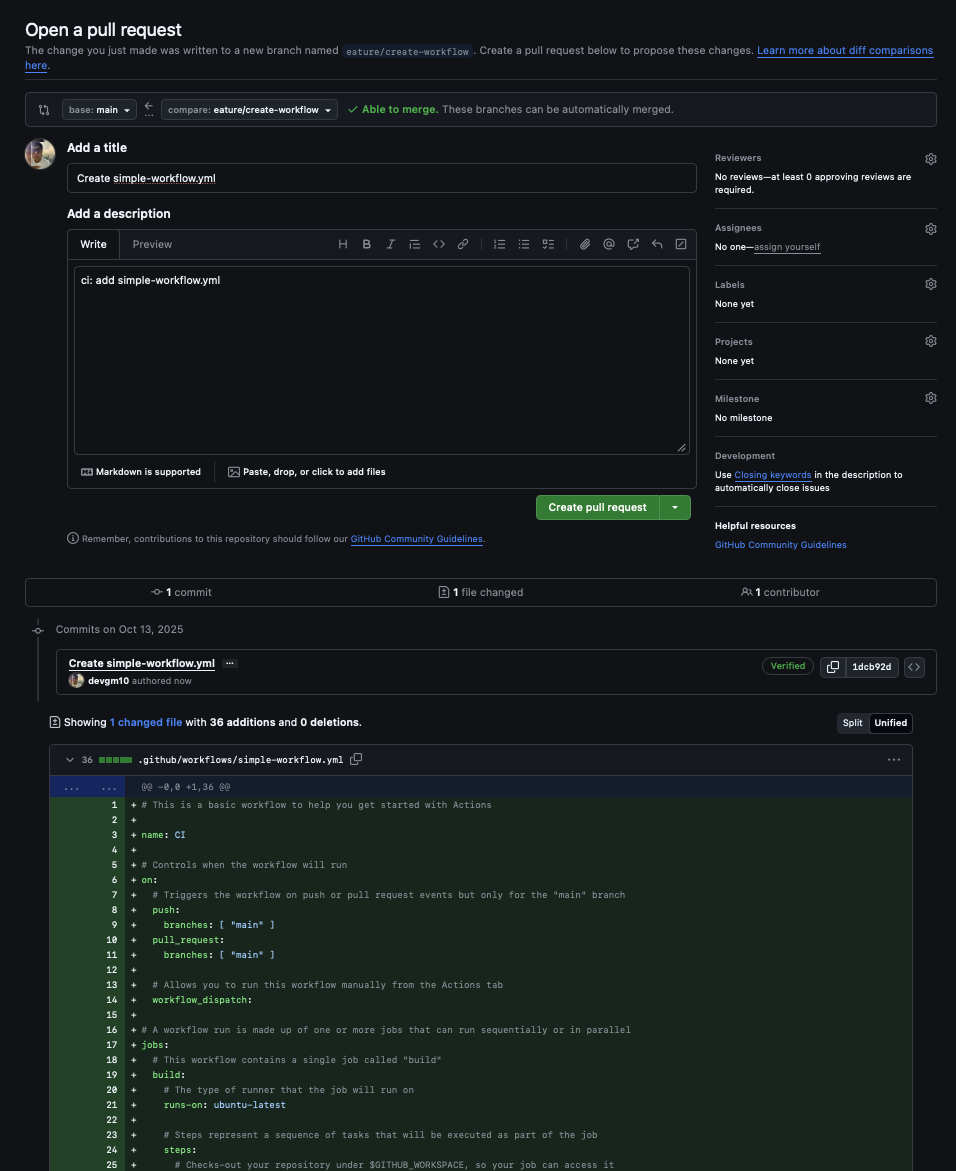 Open a pull request
The change you just made was written to a new branch named eature/create-workflow . Create a pull request below to propose these changes. Learn more about diff comparisons
here.
base: main
...
compare: eature/create-workflow
Able to merge. These branches can be automatically merged.
Add a title
Create simple-workflow.yml
Add a description
Write
Preview
ci: add simple-workflow.yml
Markdown is supported
Paste, drop, or click to add files
Create pull request
Remember, contributions to this repository should follow our GitHub Community Guidelines.
Reviewers
No reviews—at least 0 approving reviews are
required.
Assignees
No one—assign yourself
Labels
None yet
Projects
None yet
Milestone
No milestone
Development
Use Closing keywords in the description to
automatically close issues
Helpful resources
GitHub Community Guidelines
1 commit
1 file changed
1 contributor
Commits on Oct 13, 2025
Create simple-workflow.yml ...
devgm10 authored now
Verified
1dcb92d
Showing 1 changed file with 36 additions and 0 deletions.
Split
Unified
36 .github/workflows/simple-workflow.yml
... ... @@ -0,0 +1,36 @@
1 + # This is a basic workflow to help you get started with Actions
2 +
3 + name: CI
4 +
5 + # Controls when the workflow will run
6 + on:
7 + # Triggers the workflow on push or pull request events but only for the "main" branch
8 + push:
9 + branches: [ "main" ]
10 + pull_request:
11 + branches: [ "main" ]
12 +
13 + # Allows you to run this workflow manually from the Actions tab
14 + workflow_dispatch:
15 +
16 + # A workflow run is made up of one or more jobs that can run sequentially or in parallel
17 + jobs:
18 + # This workflow contains a single job called "build"
19 + build:
20 + # The type of runner that the job will run on
21 + runs-on: ubuntu-latest
22 +
23 + # Steps represent a sequence of tasks that will be executed as part of the job
24 + steps:
25 + # Checks-out your repository under $GITHUB_WORKSPACE, so your job can access it